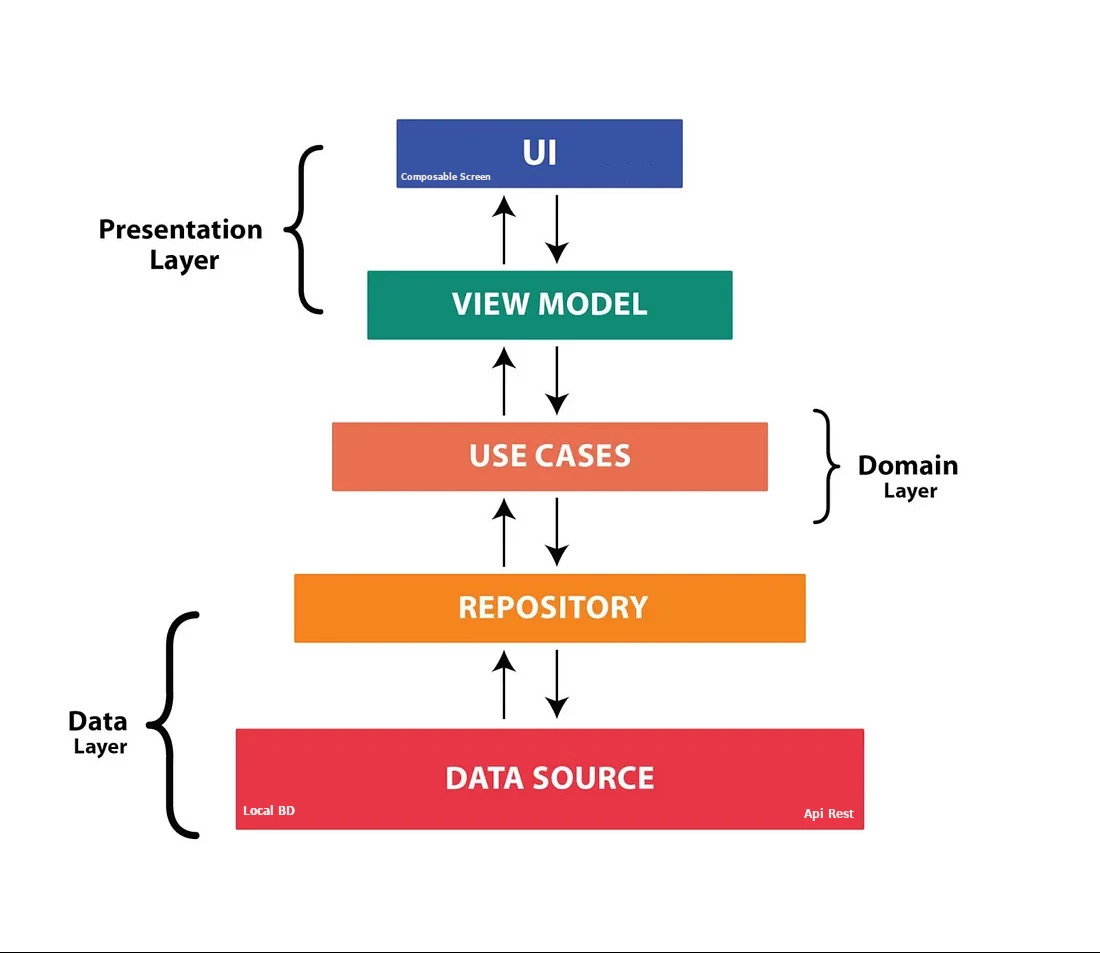 UI
Composable Screen
Presentation
Layer
VIEW MODEL
USE CASES
Domain
Layer
REPOSITORY
Data
Layer
DATA SOURCE
Local BD
Api Rest